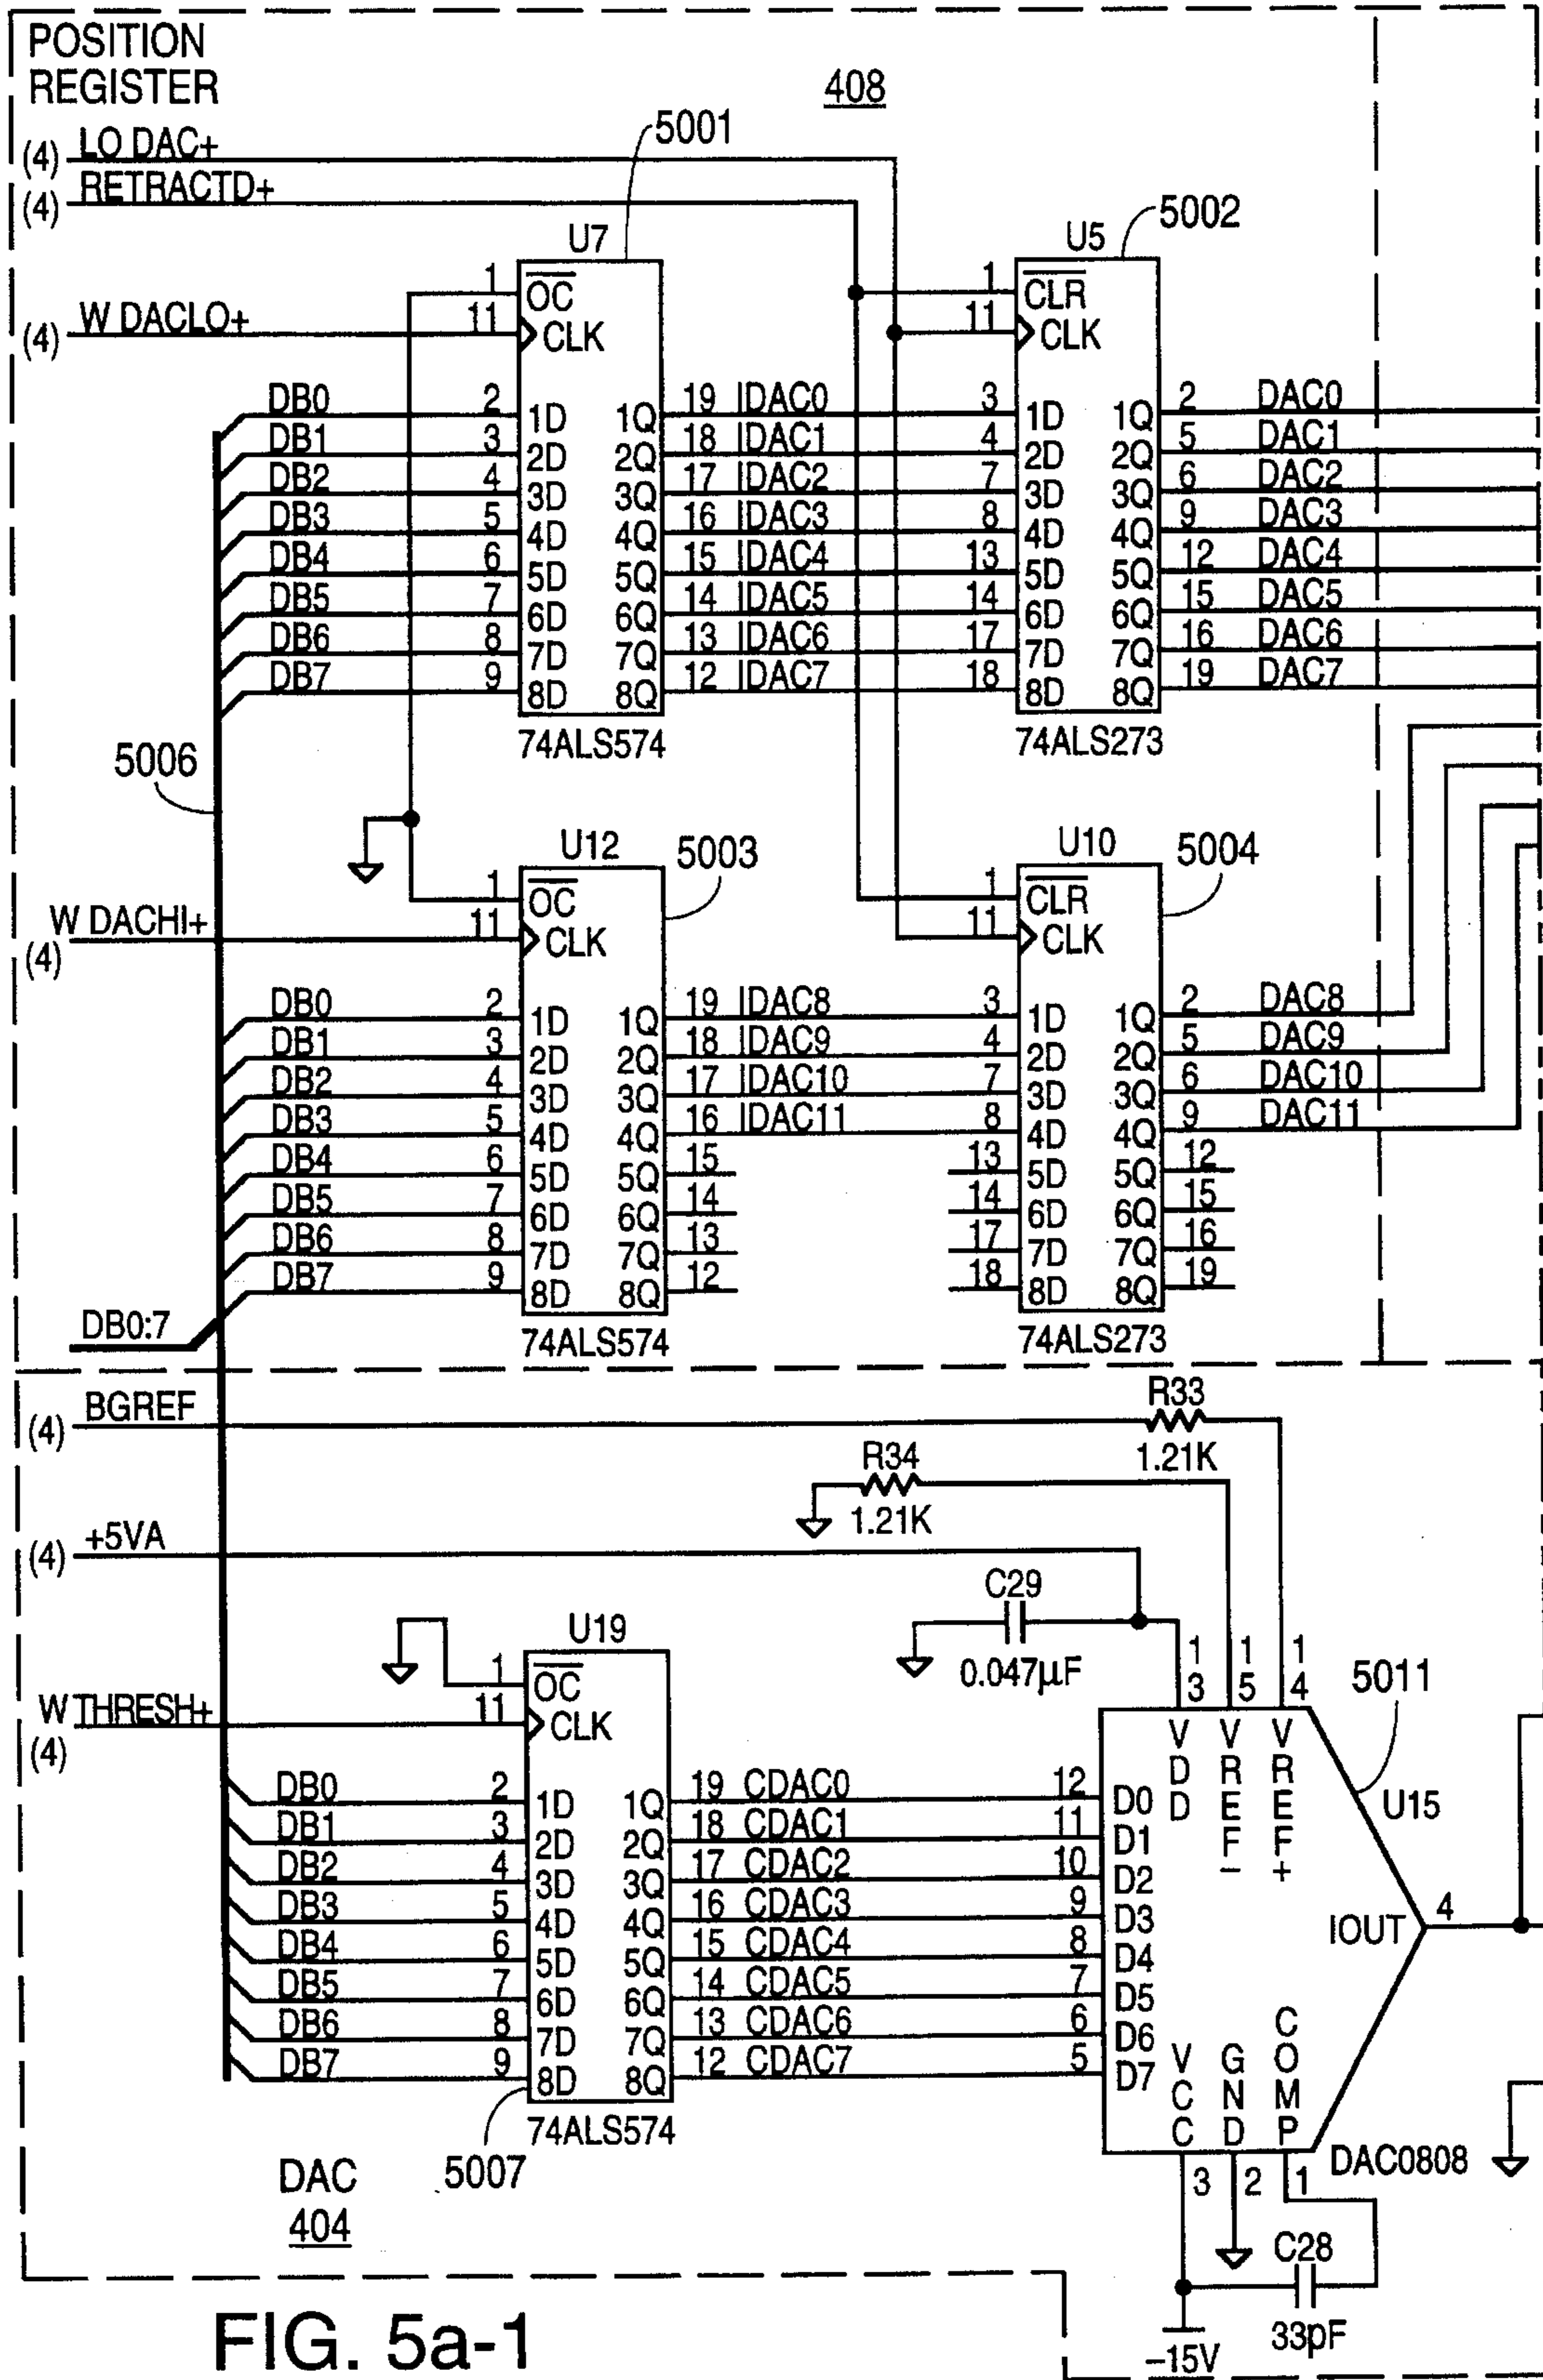 POSITION
REGISTER
408
(4) LO DAC+
5001
(4) RETRACTD+
5002
U7
U5
1 OC
1 CLR
(4) W DACLO+
11 CLK
11 CLK
DB0 2 1D 1Q 19 IDAC0 3 1D 1Q 2 DAC0
DB1 3 2D 2Q 18 IDAC1 4 2D 2Q 5 DAC1
DB2 4 3D 3Q 17 IDAC2 7 3D 3Q 6 DAC2
DB3 5 4D 4Q 16 IDAC3 8 4D 4Q 9 DAC3
DB4 6 5D 5Q 15 IDAC4 13 5D 5Q 12 DAC4
DB5 7 6D 6Q 14 IDAC5 14 6D 6Q 15 DAC5
DB6 8 7D 7Q 13 IDAC6 17 7D 7Q 16 DAC6
DB7 9 8D 8Q 12 IDAC7 18 8D 8Q 19 DAC7
74ALS574
74ALS273
5006
U12
5003
U10
5004
1 OC
1 CLR
W DACHI+
(4)
11 CLK
11 CLK
DB0 2 1D 1Q 19 IDAC8 3 1D 1Q 2 DAC8
DB1 3 2D 2Q 18 IDAC9 4 2D 2Q 5 DAC9
DB2 4 3D 3Q 17 IDAC10 7 3D 3Q 6 DAC10
DB3 5 4D 4Q 16 IDAC11 8 4D 4Q 9 DAC11
DB4 6 5D 5Q 15 13 5D 5Q 12
DB5 7 6D 6Q 14 14 6D 6Q 15
DB6 8 7D 7Q 13 17 7D 7Q 16
DB7 9 8D 8Q 12 18 8D 8Q 19
DB0:7
74ALS574
74ALS273
(4) BGREF
R33
1.21K
R34
1.21K
(4) +5VA
C29
0.047µF
U19
1 OC
13 15 14
5011
W THRESH+
(4)
11 CLK
VDD VREF- VREF+
U15
DB0 2 1D 1Q 19 CDAC0 12 D0
DB1 3 2D 2Q 18 CDAC1 11 D1
DB2 4 3D 3Q 17 CDAC2 10 D2
DB3 5 4D 4Q 16 CDAC3 9 D3
IOUT 4
DB4 6 5D 5Q 15 CDAC4 8 D4
DB5 7 6D 6Q 14 CDAC5 7 D5
DB6 8 7D 7Q 13 CDAC6 6 D6
DB7 9 8D 8Q 12 CDAC7 5 D7
VCC GND COMP
74ALS574
DAC0808
5007
3 2 1
DAC
404
C28
33pF
-15V
FIG. 5a-1